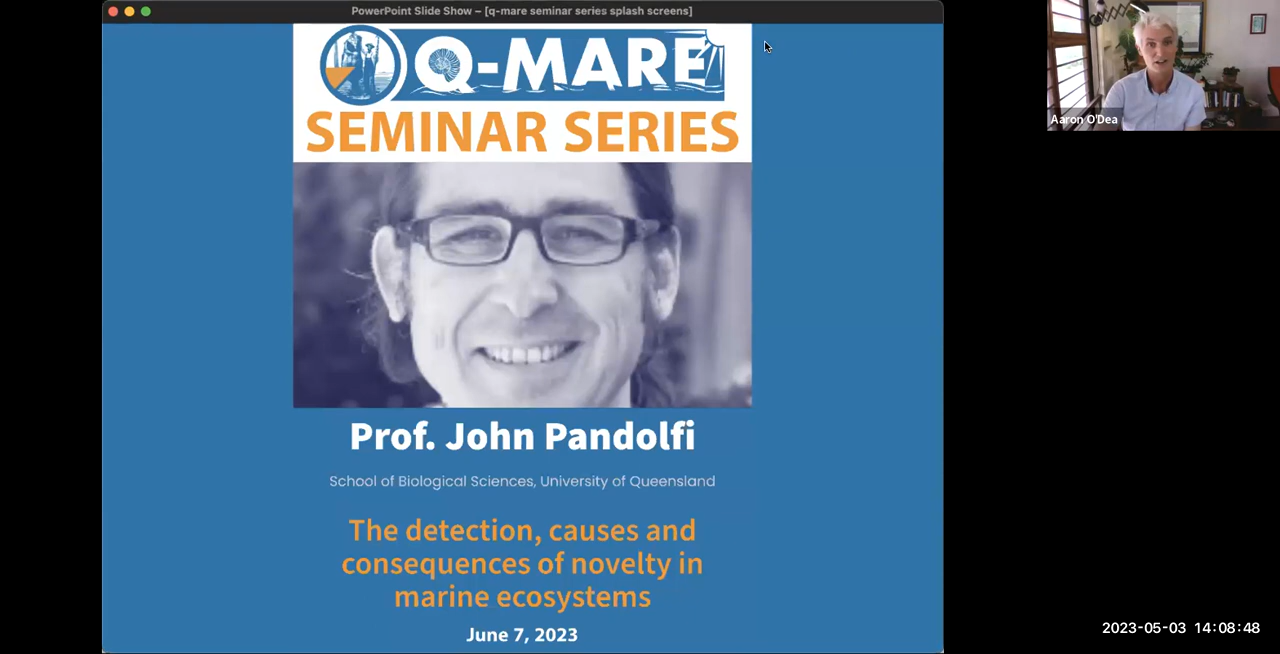 PowerPoint Slide Show – [q-mare seminar series splash screens]
Q-MARE
SEMINAR SERIES
Prof. John Pandolfi
School of Biological Sciences, University of Queensland
The detection, causes and
consequences of novelty in
marine ecosystems
June 7, 2023
Aaron O'Dea
2023-05-03 14:08:48